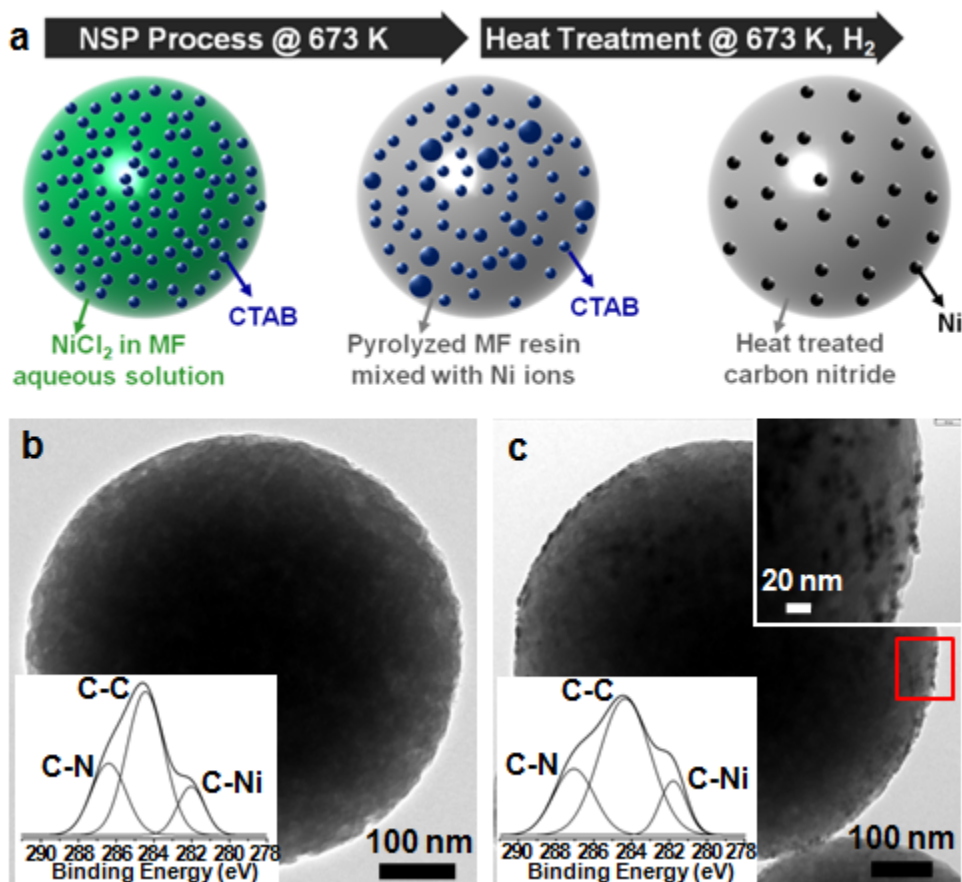 a
NSP Process @ 673 K
Heat Treatment @ 673 K, H2
CTAB
NiCl2 in MF
aqueous solution
CTAB
Pyrolyzed MF resin
mixed with Ni ions
Ni
Heat treated
carbon nitride
b
C-C
C-N
C-Ni
290 288 286 284 282 280 278
Binding Energy (eV)
100 nm
c
20 nm
C-C
C-N
C-Ni
290 288 286 284 282 280 278
Binding Energy (eV)
100 nm